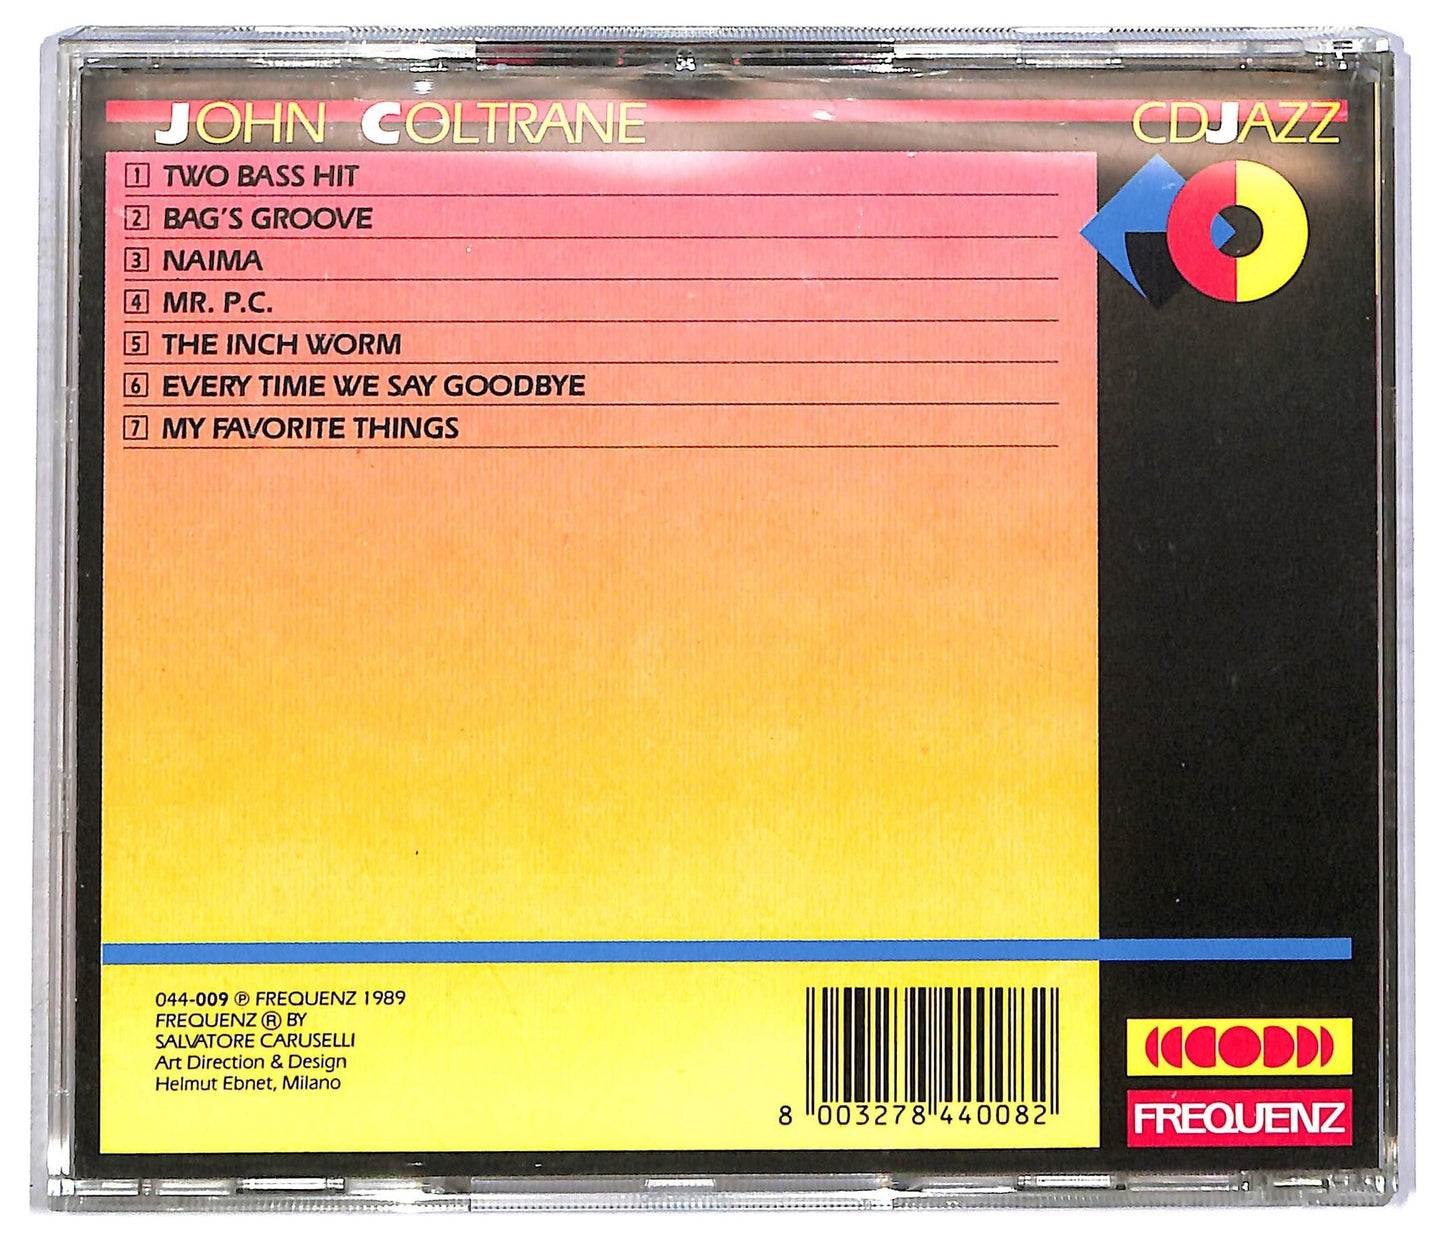 JOHN COLTRANE
CDJAZZ
1 TWO BASS HIT
2 BAG'S GROOVE
3 NAIMA
4 MR. P.C.
5 THE INCH WORM
6 EVERY TIME WE SAY GOODBYE
7 MY FAVORITE THINGS
044-009 ℗ FREQUENZ 1989
FREQUENZ ® BY
SALVATORE CARUSELLI
Art Direction & Design
Helmut Ebnet, Milano
8 003278 440082
FREQUENZ